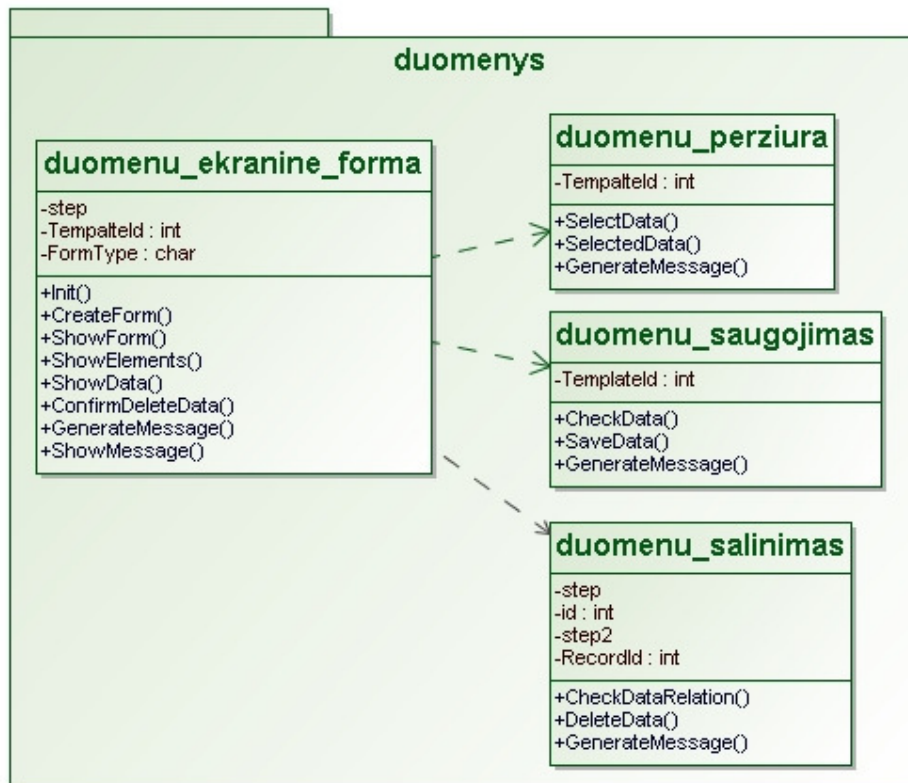 duomenys
duomenu_ekranine_forma
-step
-TempalteId : int
-FormType : char
+Init()
+CreateForm()
+ShowForm()
+ShowElements()
+ShowData()
+ConfirmDeleteData()
+GenerateMessage()
+ShowMessage()
duomenu_perziura
-TempalteId : int
+SelectData()
+SelectedData()
+GenerateMessage()
duomenu_saugojimas
-TemplateId : int
+CheckData()
+SaveData()
+GenerateMessage()
duomenu_salinimas
-step
-id : int
-step2
-RecordId : int
+CheckDataRelation()
+DeleteData()
+GenerateMessage()